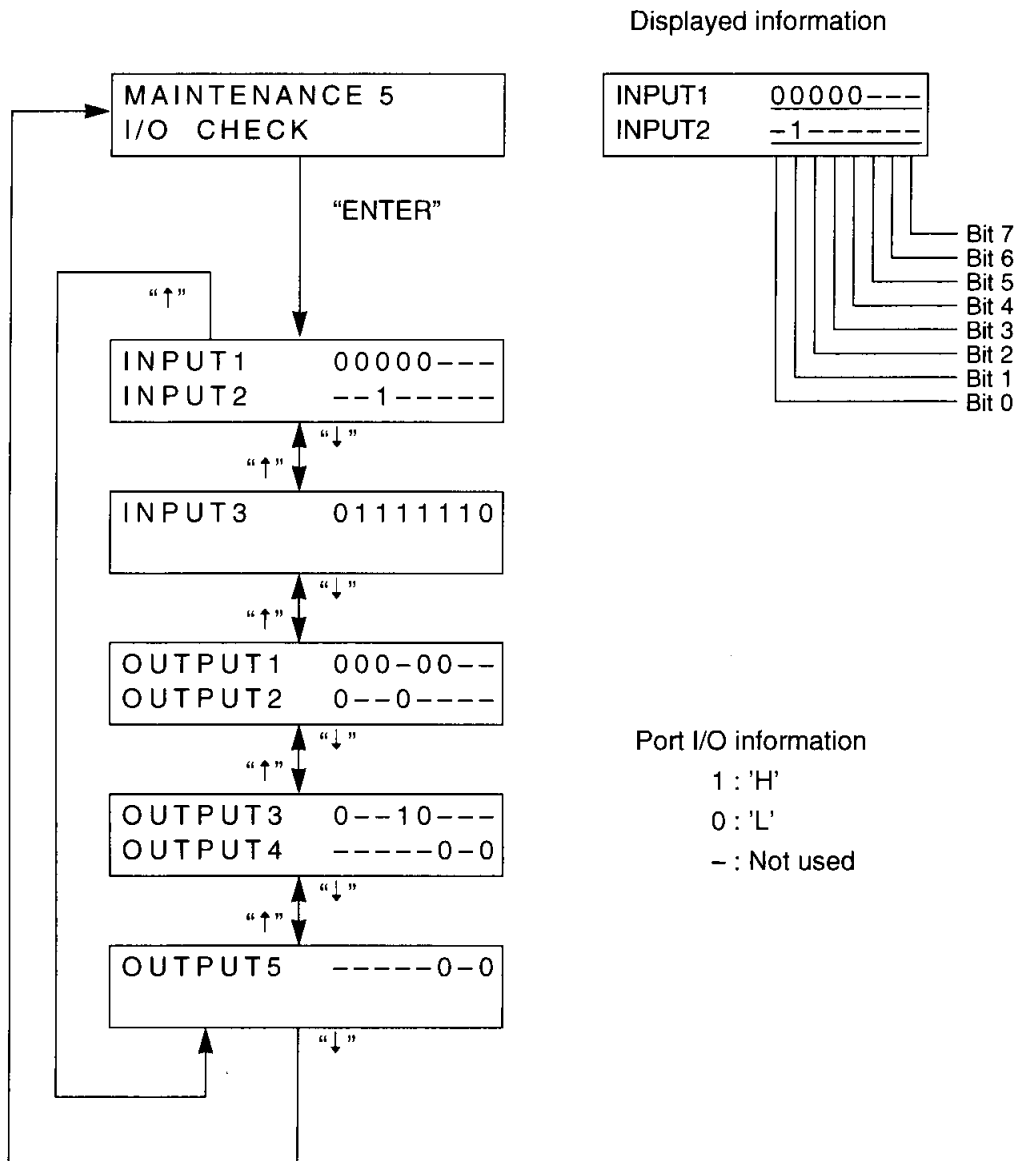 Displayed information
MAINTENANCE 5
I/O CHECK
INPUT1 00000---
INPUT2 -1------
"ENTER"
Bit 7
Bit 6
Bit 5
Bit 4
Bit 3
Bit 2
Bit 1
Bit 0
"↑"
INPUT1 00000---
INPUT2 --1-----
"↓"
"↑"
INPUT3 01111110
"↓"
"↑"
OUTPUT1 000-00--
OUTPUT2 0--0----
"↓"
"↑"
Port I/O information
1 : 'H'
0 : 'L'
– : Not used
OUTPUT3 0--10---
OUTPUT4 -----0-0
"↓"
"↑"
OUTPUT5 -----0-0
"↓"